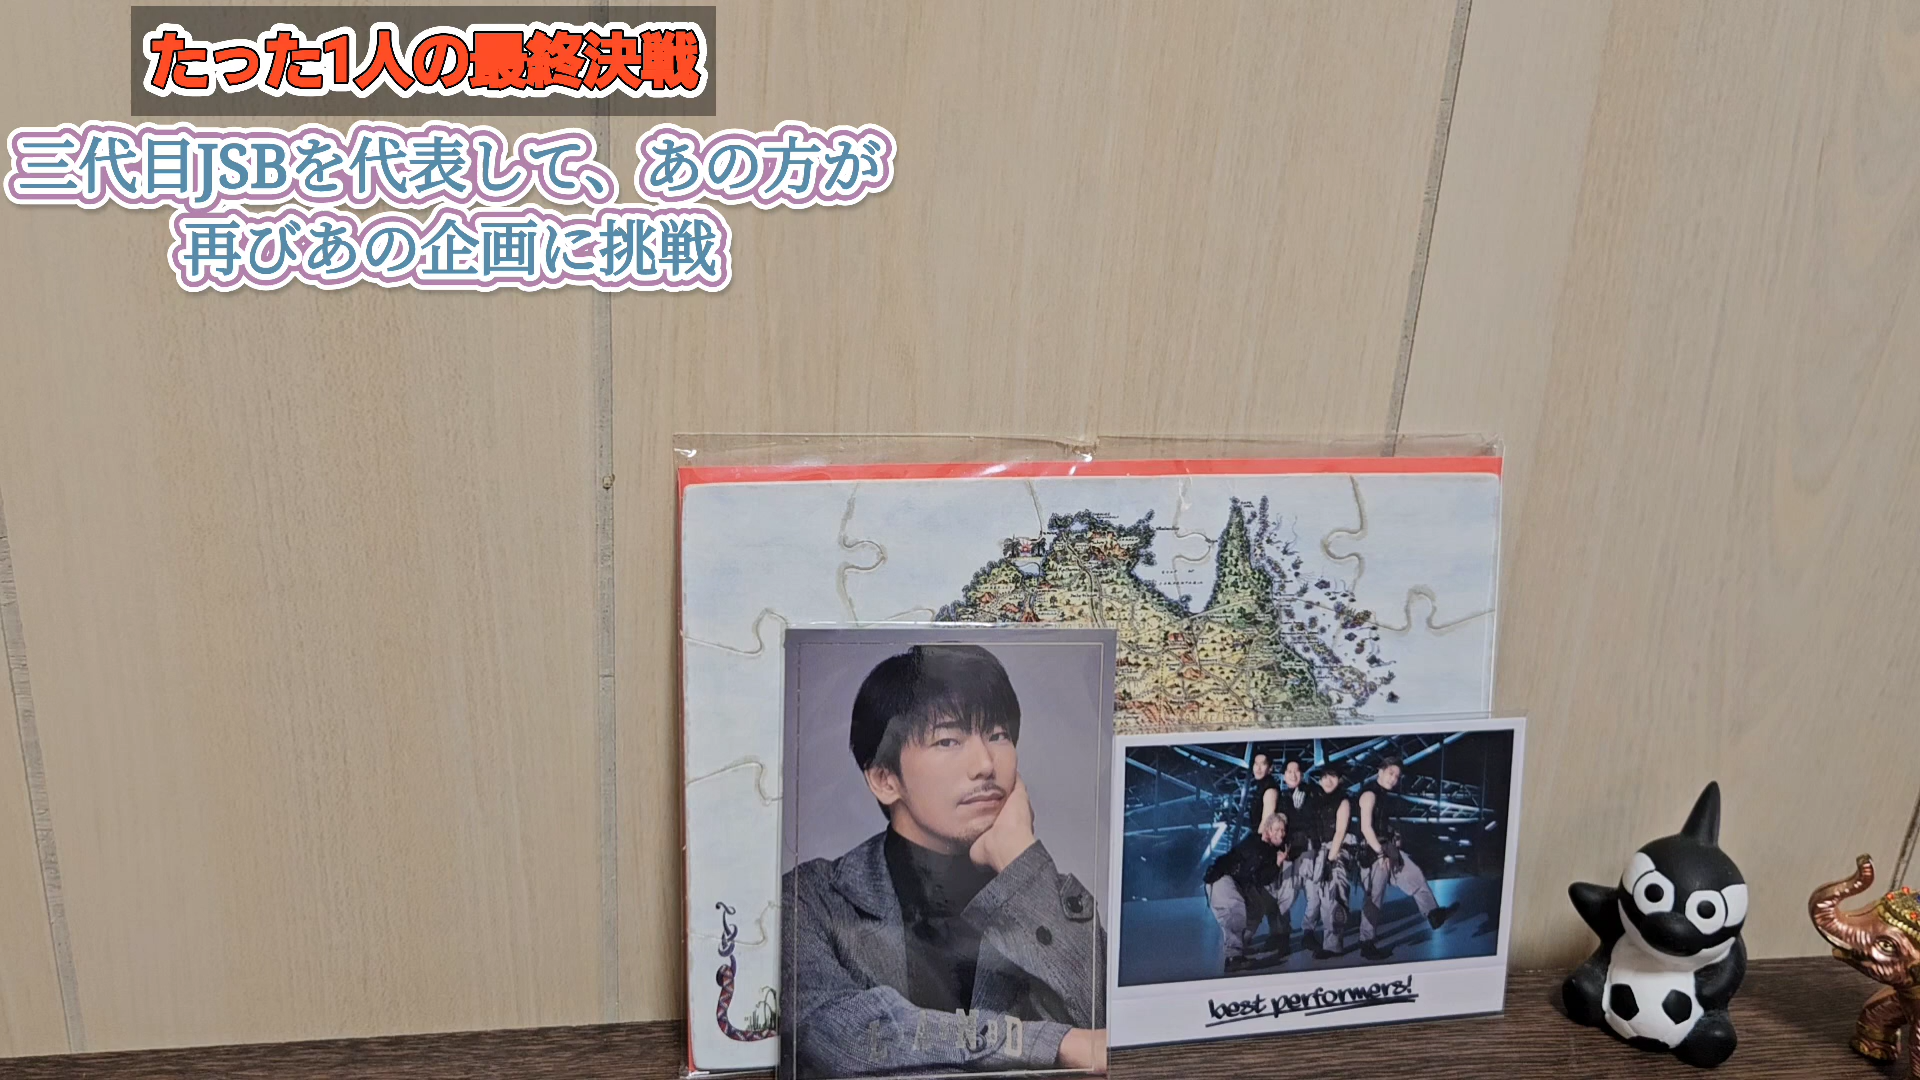 たった1人の最終決戦
三代目JSBを代表して、あの方が
再びあの企画に挑戦
LAND
best performers!